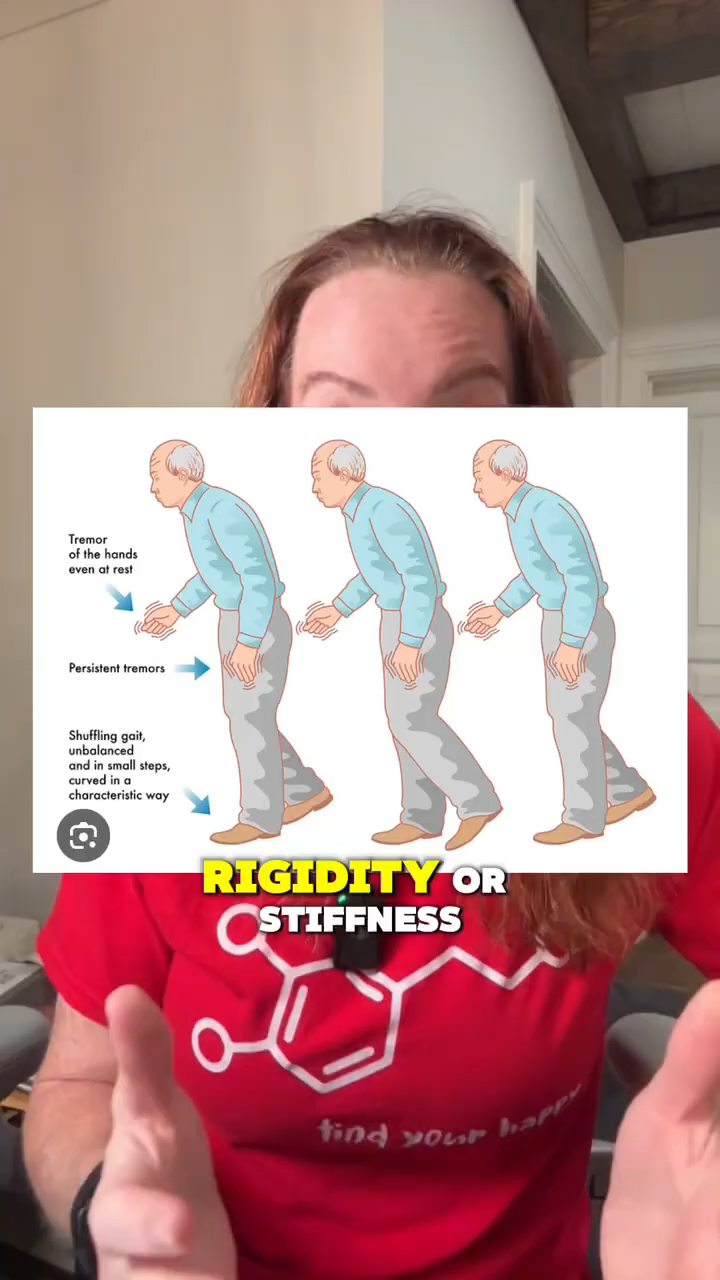 Tremor
of the hands
even at rest
Persistent tremors
Shuffling gait,
unbalanced
and in small steps,
curved in a
characteristic way
RIGIDITY OR
STIFFNESS
find your happy